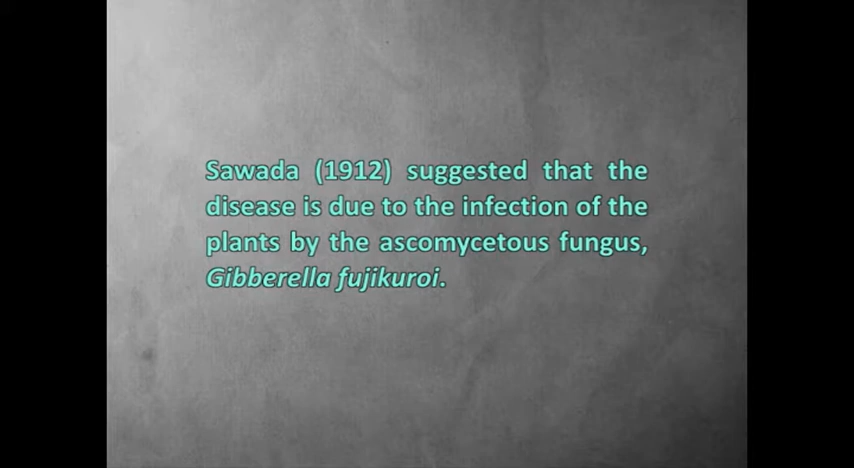 Sawada (1912) suggested that the
disease is due to the infection of the
plants by the ascomycetous fungus,
Gibberella fujikuroi.